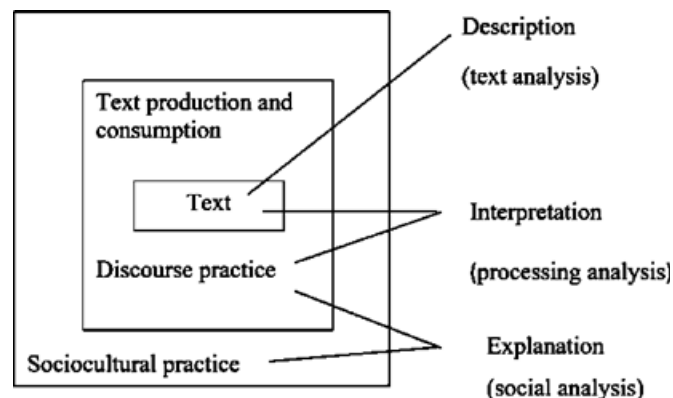 Description
(text analysis)
Text production and
consumption
Text
Interpretation
Discourse practice
(processing analysis)
Explanation
Sociocultural practice
(social analysis)